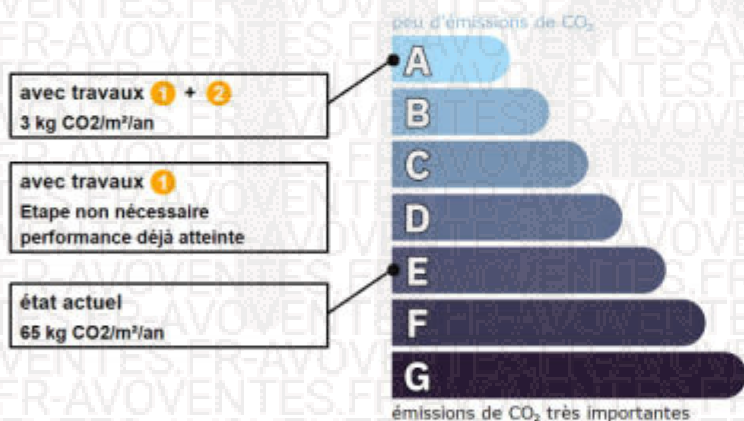 peu d'émissions de CO₂
avec travaux 1 + 2
3 kg CO2/m²/an
avec travaux 1
Etape non nécessaire
performance déjà atteinte
état actuel
65 kg CO2/m²/an
A
B
C
D
E
F
G
émissions de CO₂ très importantes